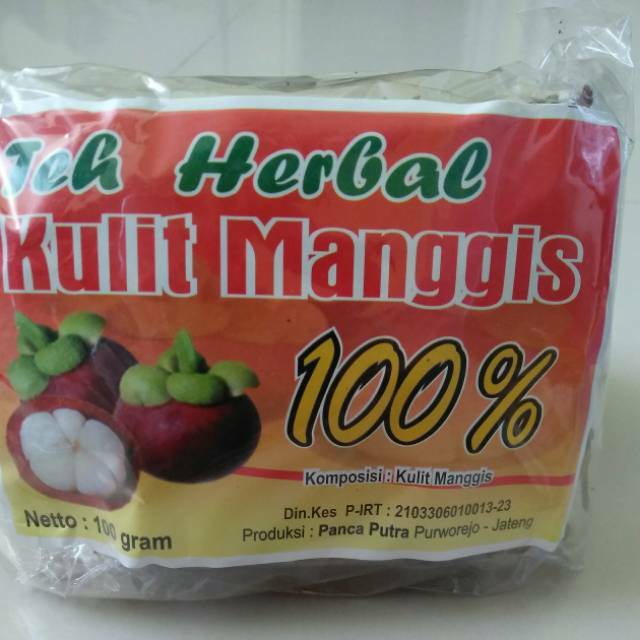 Teh Herbal
Kulit Manggis
100%
Komposisi : Kulit Manggis
Din.Kes P-IRT : 2103306010013-23
Produksi : Panca Putra Purworejo - Jateng
Netto : 100 gram